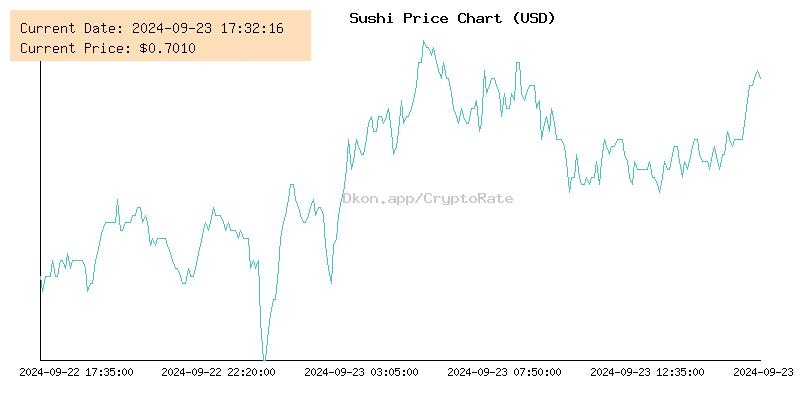 Sushi Price Chart (USD)
Current Date: 2024-09-23 17:32:16
Current Price: $0.7010
Dkon.app/CryptoRate
2024-09-22 17:35:00 2024-09-22 22:20:00 2024-09-23 03:05:00 2024-09-23 07:50:00 2024-09-23 12:35:00 2024-09-23